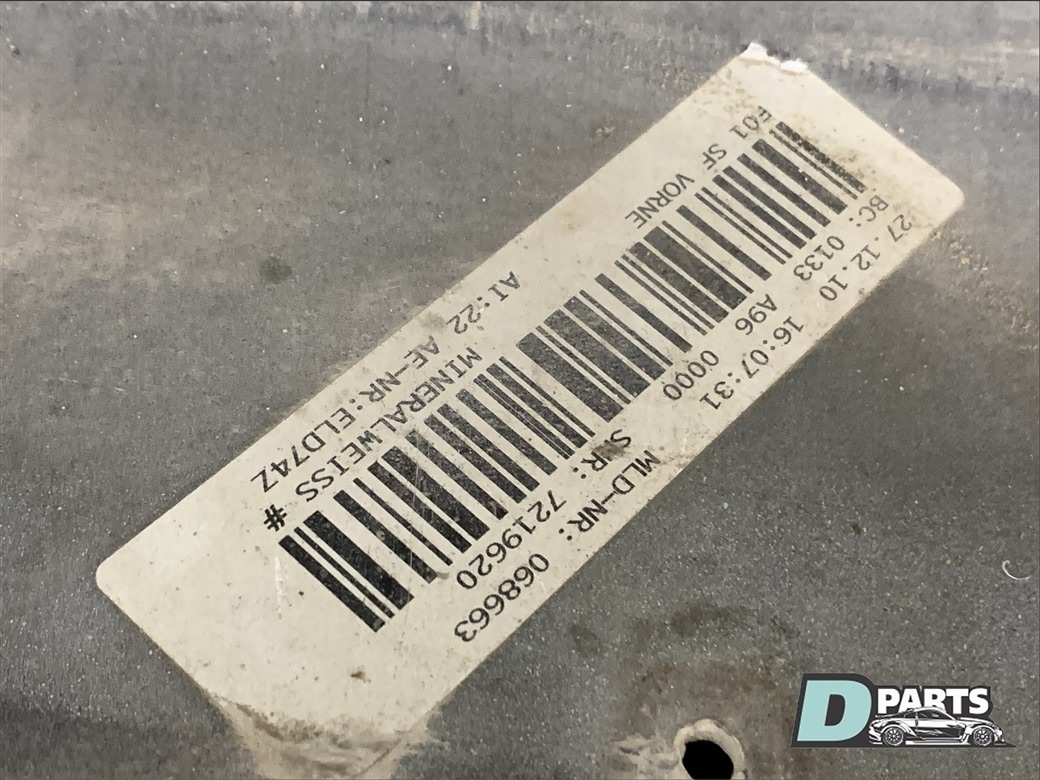 27.12.10 16:07:31 MLD-NR: 068663
BC: 0133 A96 0000 SNR: 7219620
F01 SF VORNE MINERALWEISS #
AI:22 AE-NR:ELD74Z
D PARTS